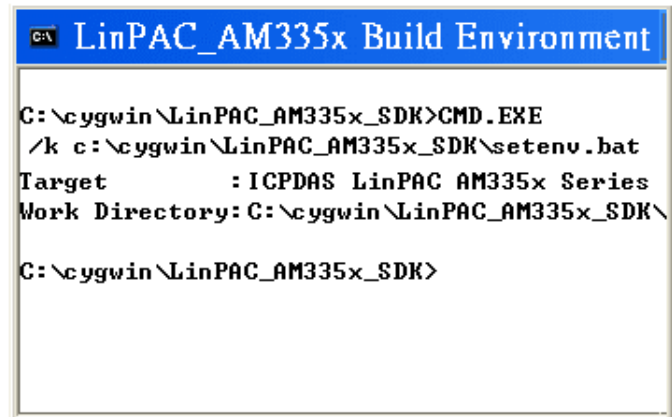 LinPAC_AM335x Build Environment
C:\cygwin\LinPAC_AM335x_SDK>CMD.EXE
/k c:\cygwin\LinPAC_AM335x_SDK\setenv.bat
Target :ICPDAS LinPAC AM335x Series
Work Directory:C:\cygwin\LinPAC_AM335x_SDK\
C:\cygwin\LinPAC_AM335x_SDK>